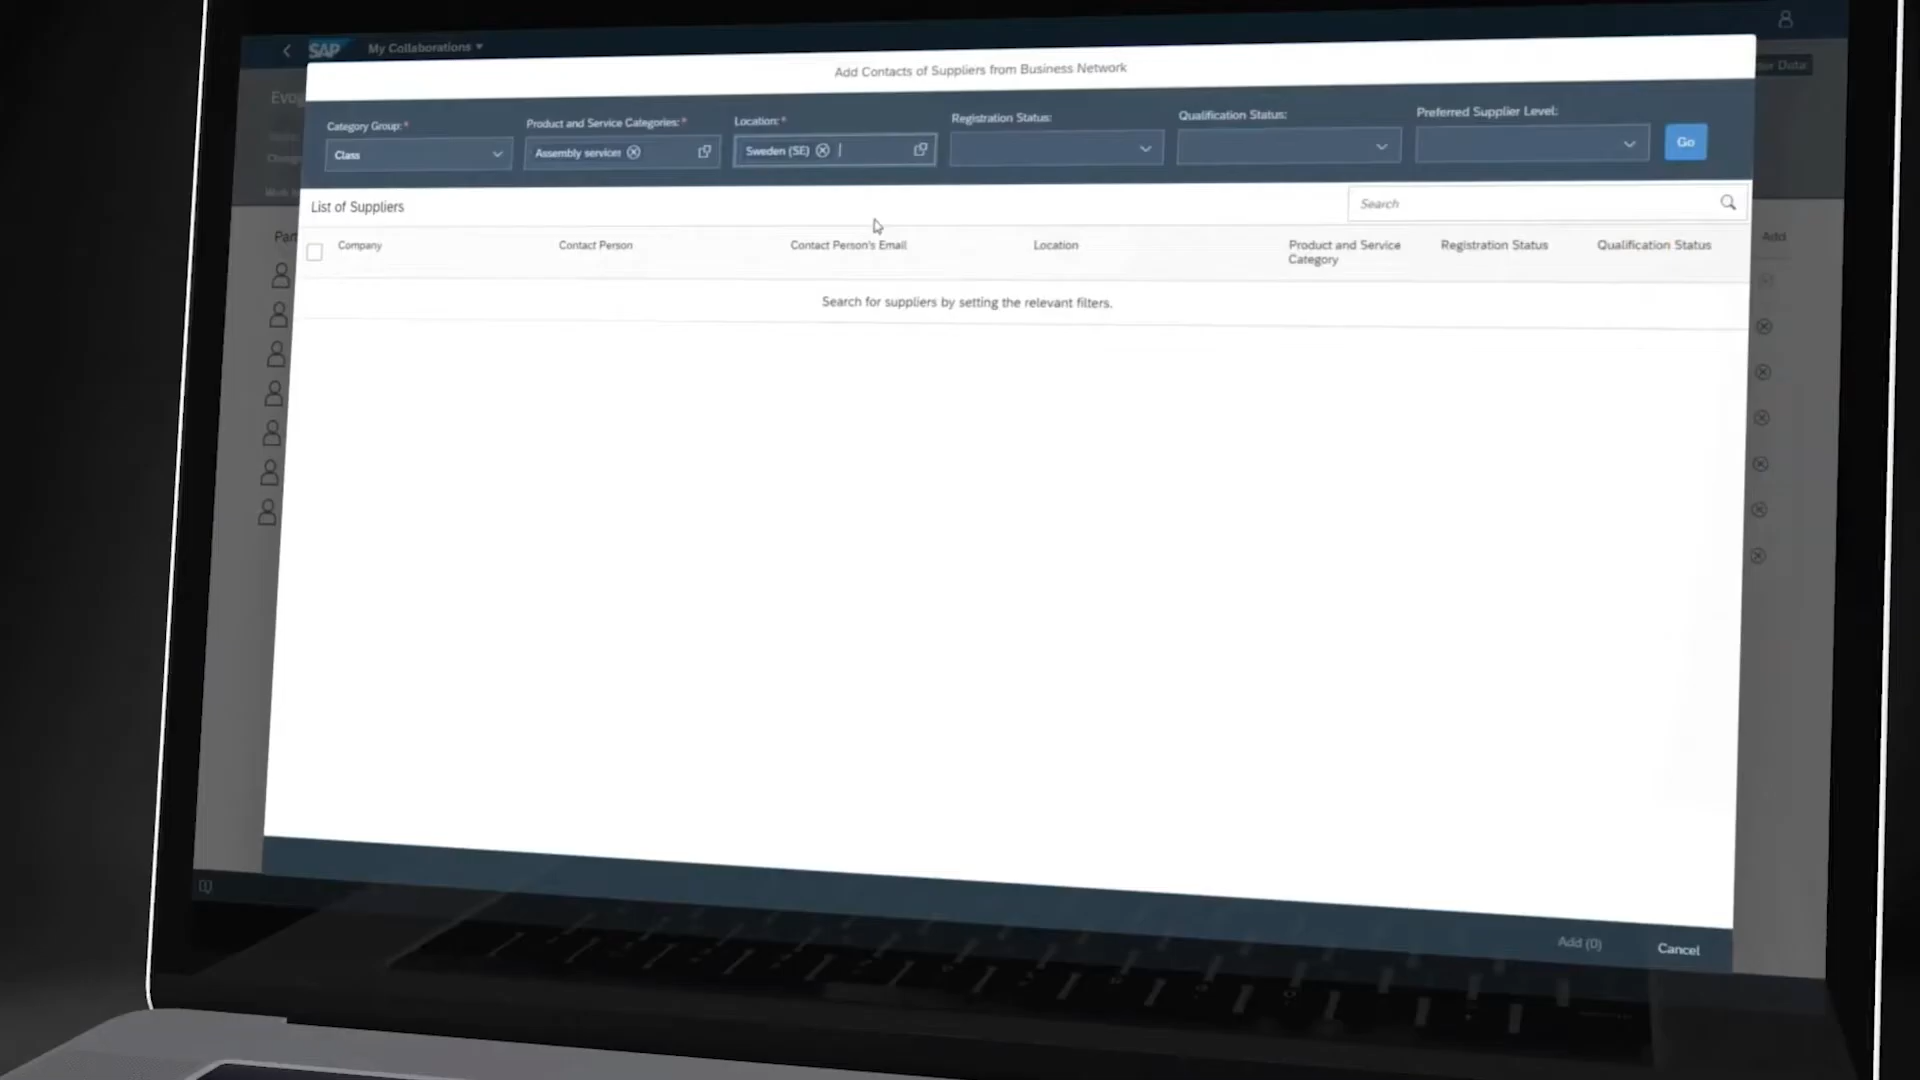 SAP My Collaborations
Add Contacts of Suppliers from Business Network
Data
Category Group:*
Product and Service Categories:*
Location:*
Registration Status:
Qualification Status:
Preferred Supplier Level:
Class
Assembly services
Sweden (SE)
Go
List of Suppliers
Search
Company
Contact Person
Contact Person's Email
Location
Product and Service
Category
Registration Status
Qualification Status
Add
Search for suppliers by setting the relevant filters.
Add (0)
Cancel